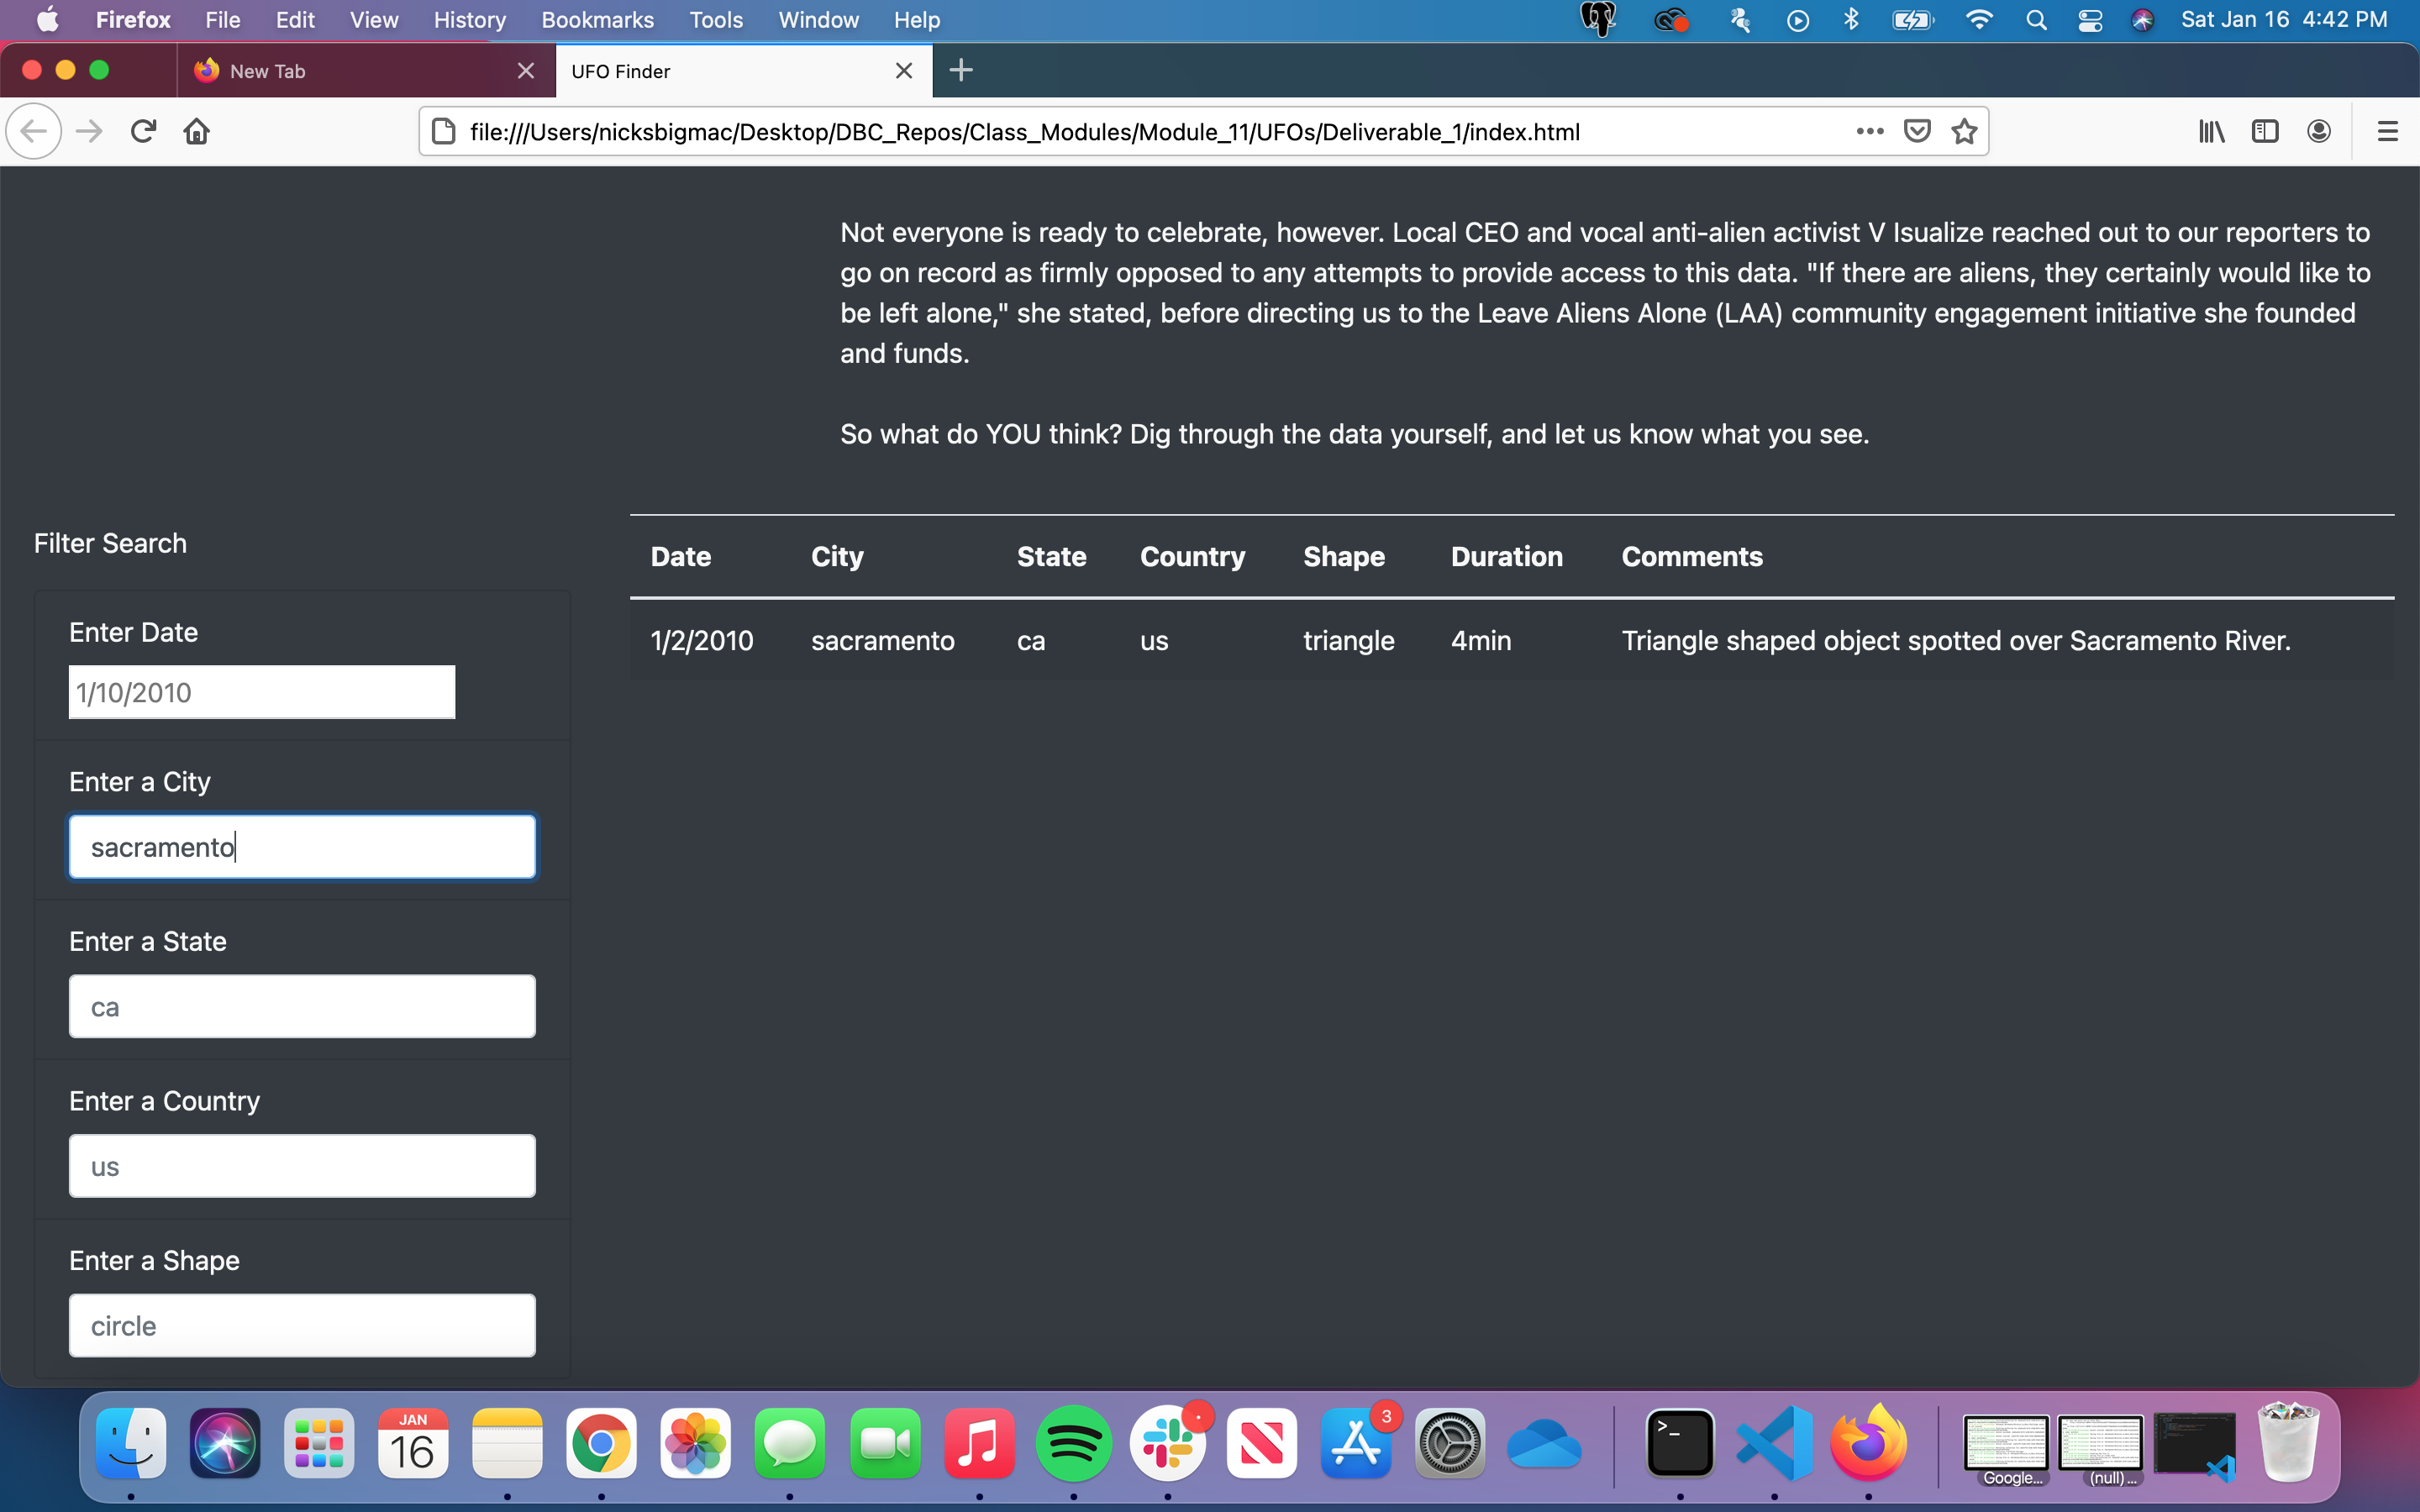 Firefox File Edit View History Bookmarks Tools Window Help Sat Jan 16 4:42 PM
New Tab UFO Finder
file:///Users/nicksbigmac/Desktop/DBC_Repos/Class_Modules/Module_11/UFOs/Deliverable_1/index.html
Not everyone is ready to celebrate, however. Local CEO and vocal anti-alien activist V Isualize reached out to our reporters to
go on record as firmly opposed to any attempts to provide access to this data. "If there are aliens, they certainly would like to
be left alone," she stated, before directing us to the Leave Aliens Alone (LAA) community engagement initiative she founded
and funds.
So what do YOU think? Dig through the data yourself, and let us know what you see.
Filter Search
Date City State Country Shape Duration Comments
1/2/2010 sacramento ca us triangle 4min Triangle shaped object spotted over Sacramento River.
Enter Date
1/10/2010
Enter a City
sacramento
Enter a State
ca
Enter a Country
us
Enter a Shape
circle
JAN
16
3
>_
Google...
(null)...